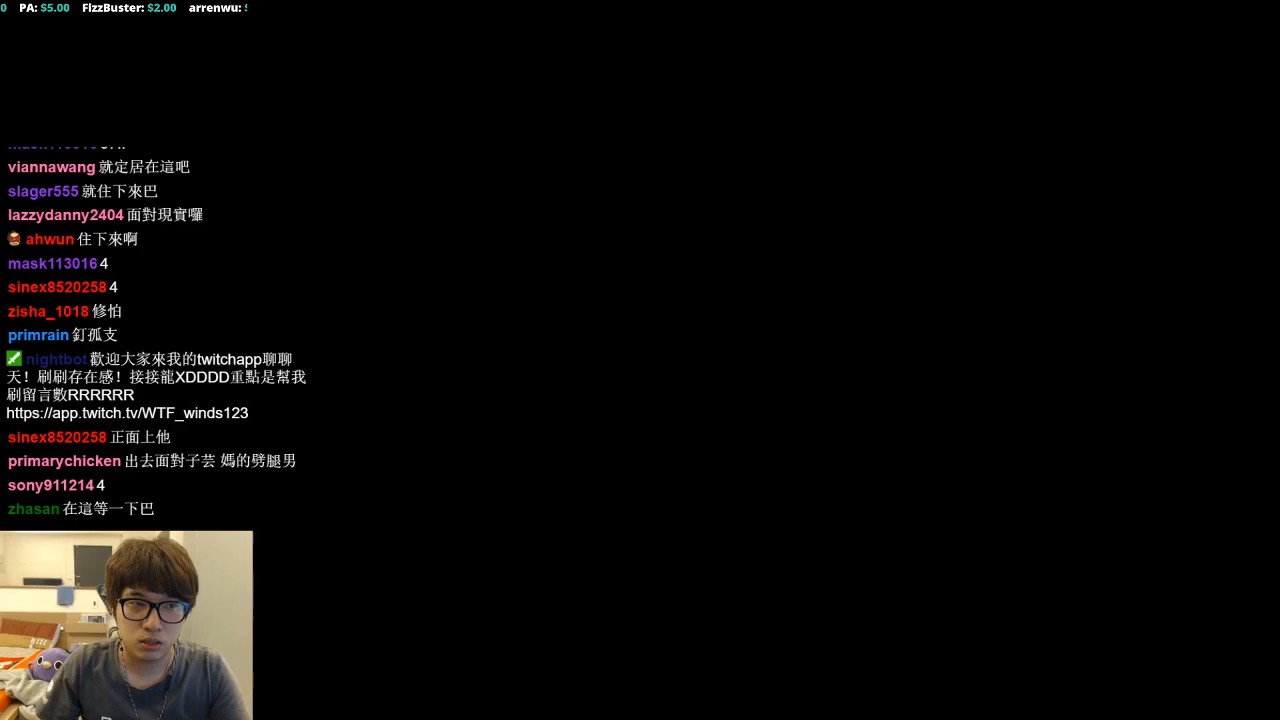 0 PA: $5.00 FizzBuster: $2.00 arrenwu:
viannawang 就定居在這吧
slager555 就住下來巴
lazzydanny2404 面對現實囉
ahwun 住下來啊
mask113016 4
sinex8520258 4
zisha_1018 修怕
primrain 釘孤支
nightbot 歡迎大家來我的twitchapp聊聊
天！刷刷存在感！接接龍XDDDD重點是幫我
刷留言數RRRRRR
https://app.twitch.tv/WTF_winds123
sinex8520258 正面上他
primarychicken 出去面對子芸 媽的劈腿男
sony911214 4
zhasan 在這等一下巴